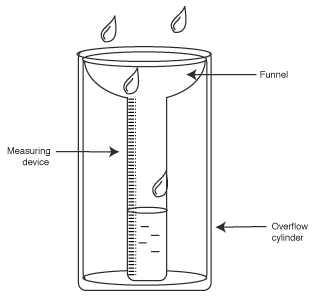 Funnel
Measuring
device
Overflow
cylinder